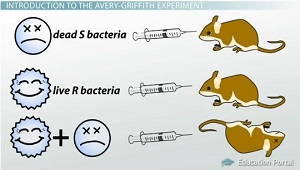 INTRODUCTION TO THE AVERY-GRIFFITH EXPERIMENT
dead S bacteria
live R bacteria
+
Education Portal